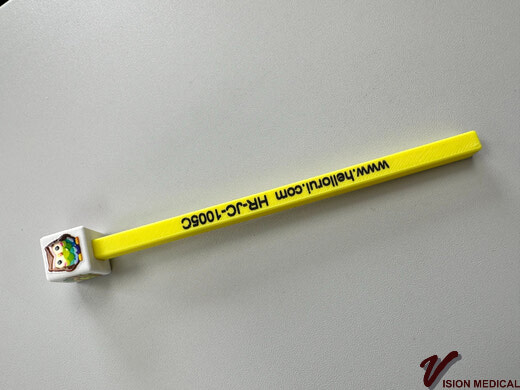 www.hellorui.com HR-JC-1005C
VISION MEDICAL